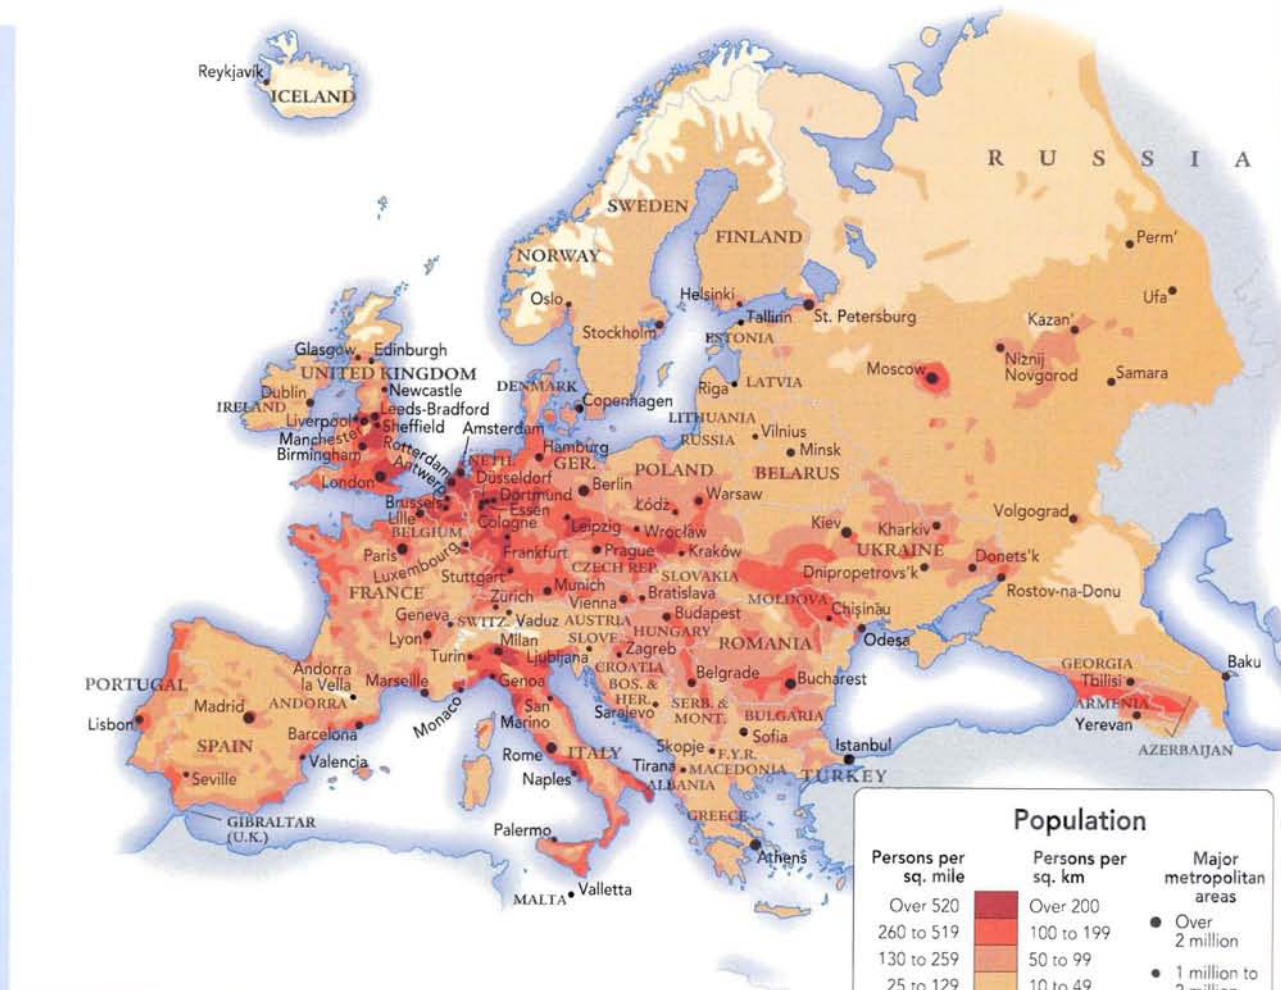 Reykjavík
ICELAND
R U S S I A
SWEDEN
FINLAND
NORWAY
Perm'
Ufa
Oslo
Helsinki
Tallinn
St. Petersburg
Stockholm
ESTONIA
Kazan'
Glasgow
Edinburgh
UNITED KINGDOM
Moscow
Niznij
Novgorod
Samara
Dublin
Newcastle
DENMARK
Riga
LATVIA
IRELAND
Leeds-Bradford
Copenhagen
Liverpool
Sheffield
Amsterdam
LITHUANIA
Manchester
Rotterdam
RUSSIA
Vilnius
Birmingham
Antwerp
Hamburg
Minsk
NETH.
GER.
POLAND
BELARUS
London
Düsseldorf
Berlin
Brussels
Dortmund
Łódź
Warsaw
Lille
Essen
Volgograd
BELGIUM
Cologne
Leipzig
Wrocław
Kiev
Kharkiv
Paris
Luxembourg
Frankfurt
Prague
Kraków
UKRAINE
Donets'k
CZECH REP.
Stuttgart
SLOVAKIA
Dnipropetrovs'k
FRANCE
Munich
Bratislava
Rostov-na-Donu
Zürich
Vienna
MOLDOVA
Chişinău
Geneva
SWITZ.
Vaduz
AUSTRIA
Budapest
Lyon
Milan
SLOVE.
HUNGARY
ROMANIA
Odesa
Turin
Ljubljana
Zagreb
CROATIA
GEORGIA
Baku
Andorra
la Vella
Marseille
Genoa
BOS. &
HER.
Belgrade
Bucharest
Tbilisi
PORTUGAL
ANDORRA
Monaco
San
Marino
Sarajevo
SERB. &
MONT.
BULGARIA
ARMENIA
Yerevan
Madrid
Lisbon
Barcelona
Sofia
AZERBAIJAN
SPAIN
Rome
ITALY
Skopje
F.Y.R.
MACEDONIA
Istanbul
Valencia
Tirana
TURKEY
Seville
Naples
ALBANIA
GIBRALTAR
(U.K.)
GREECE
Palermo
Athens
MALTA
Valletta
Population
Persons per
sq. mile
Persons per
sq. km
Major
metropolitan
areas
Over 520
Over 200
Over
2 million
260 to 519
100 to 199
130 to 259
50 to 99
1 million to
25 to 129
10 to 49